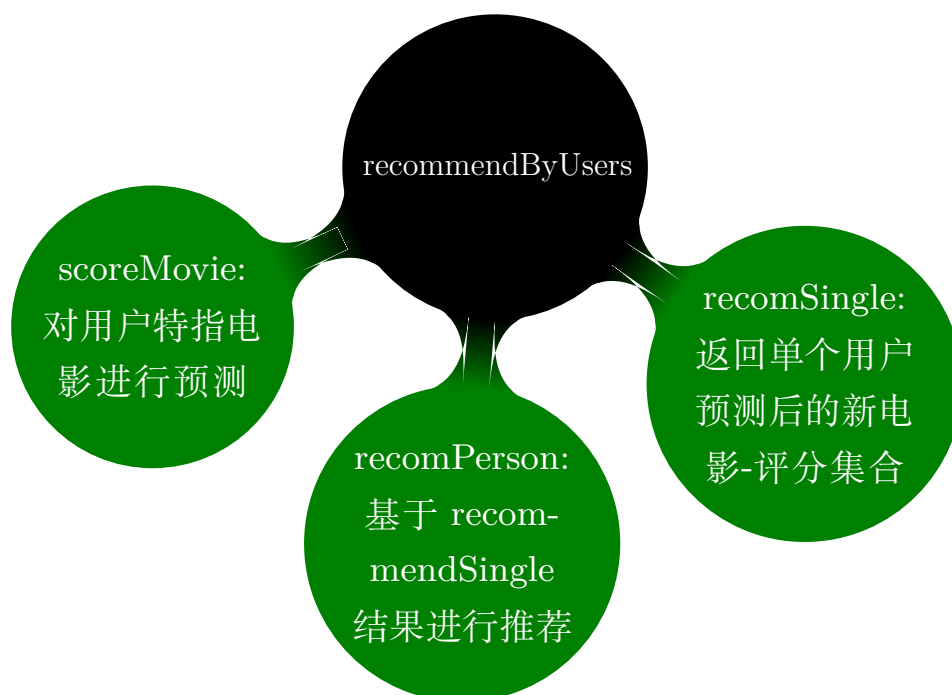 recommendByUsers
scoreMovie:
对用户特指电
影进行预测
recomPerson:
基于 recom-
mendSingle
结果进行推荐
recomSingle:
返回单个用户
预测后的新电
影-评分集合